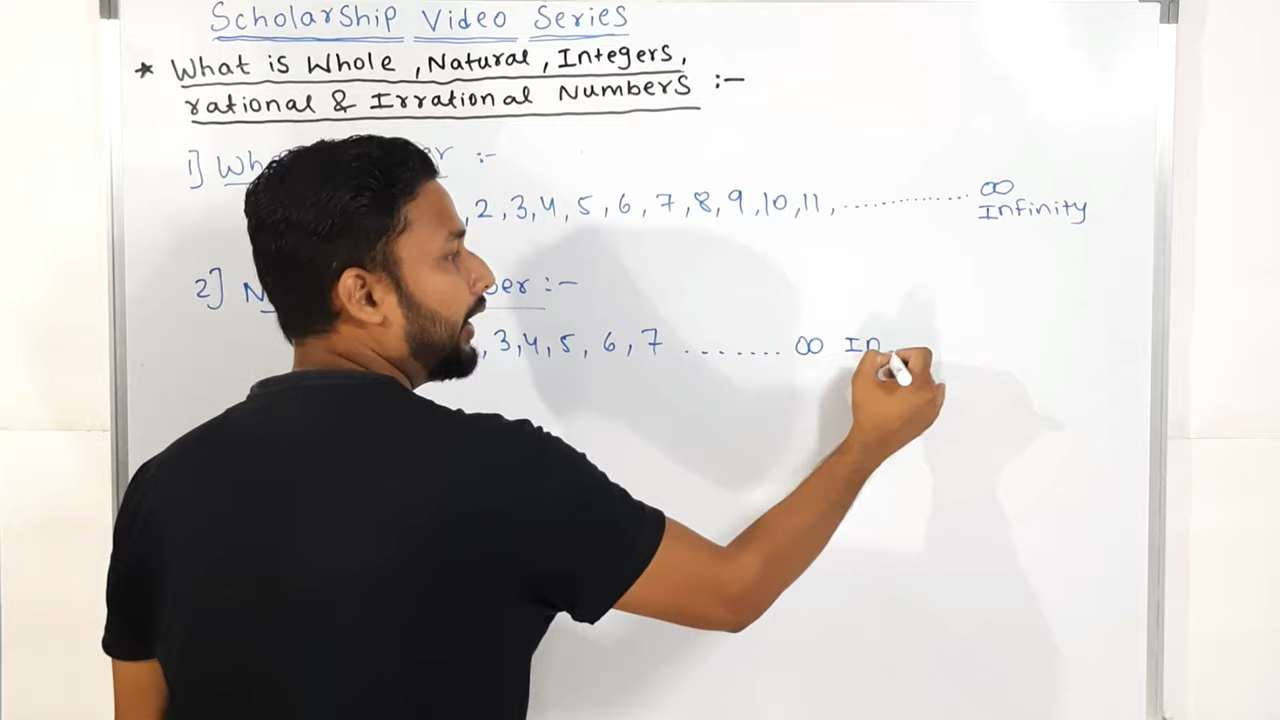 Scholarship Video Series
* What is Whole, Natural, Integers,
rational & Irrational Numbers :-
1] :-
, 2, 3, 4, 5, 6, 7, 8, 9, 10, 11, .............. ∞
Infinity
2] :-
, 3, 4, 5, 6, 7 ........ ∞ In